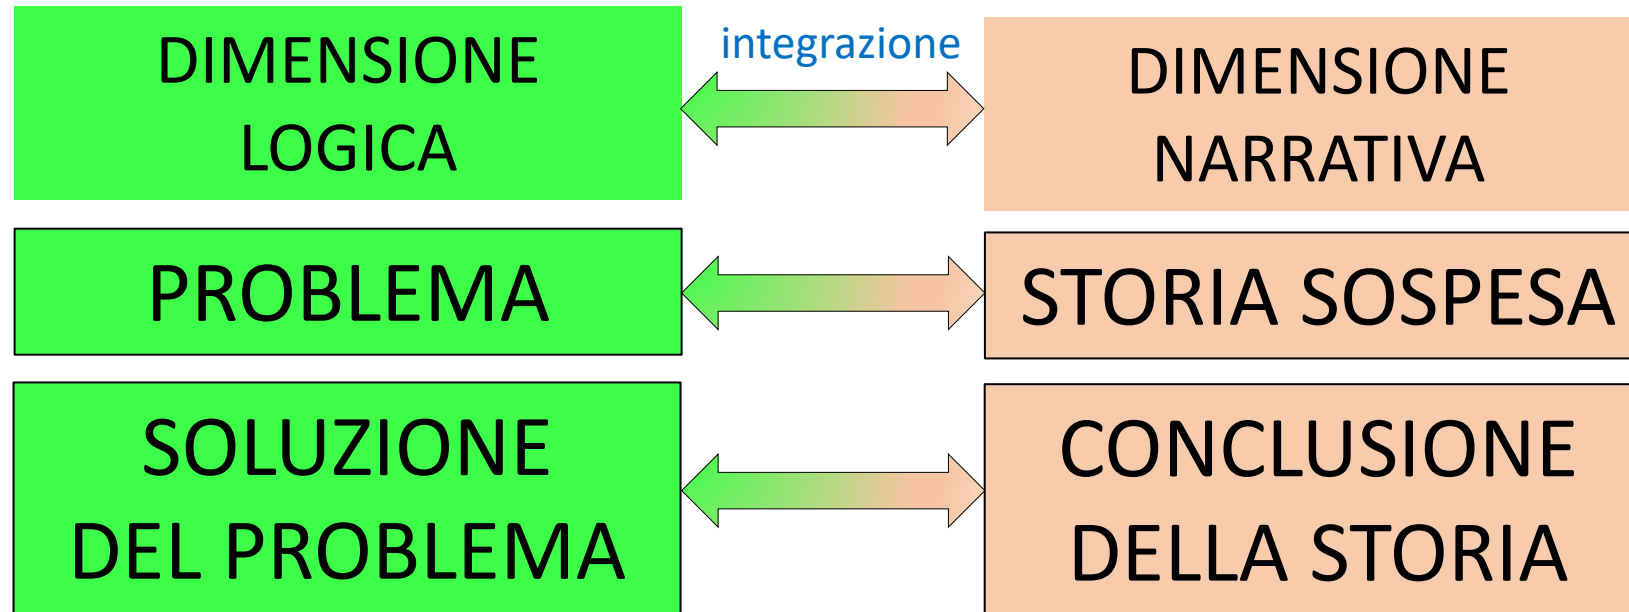 DIMENSIONE
LOGICA
integrazione
DIMENSIONE
NARRATIVA
PROBLEMA
STORIA SOSPESA
SOLUZIONE
DEL PROBLEMA
CONCLUSIONE
DELLA STORIA